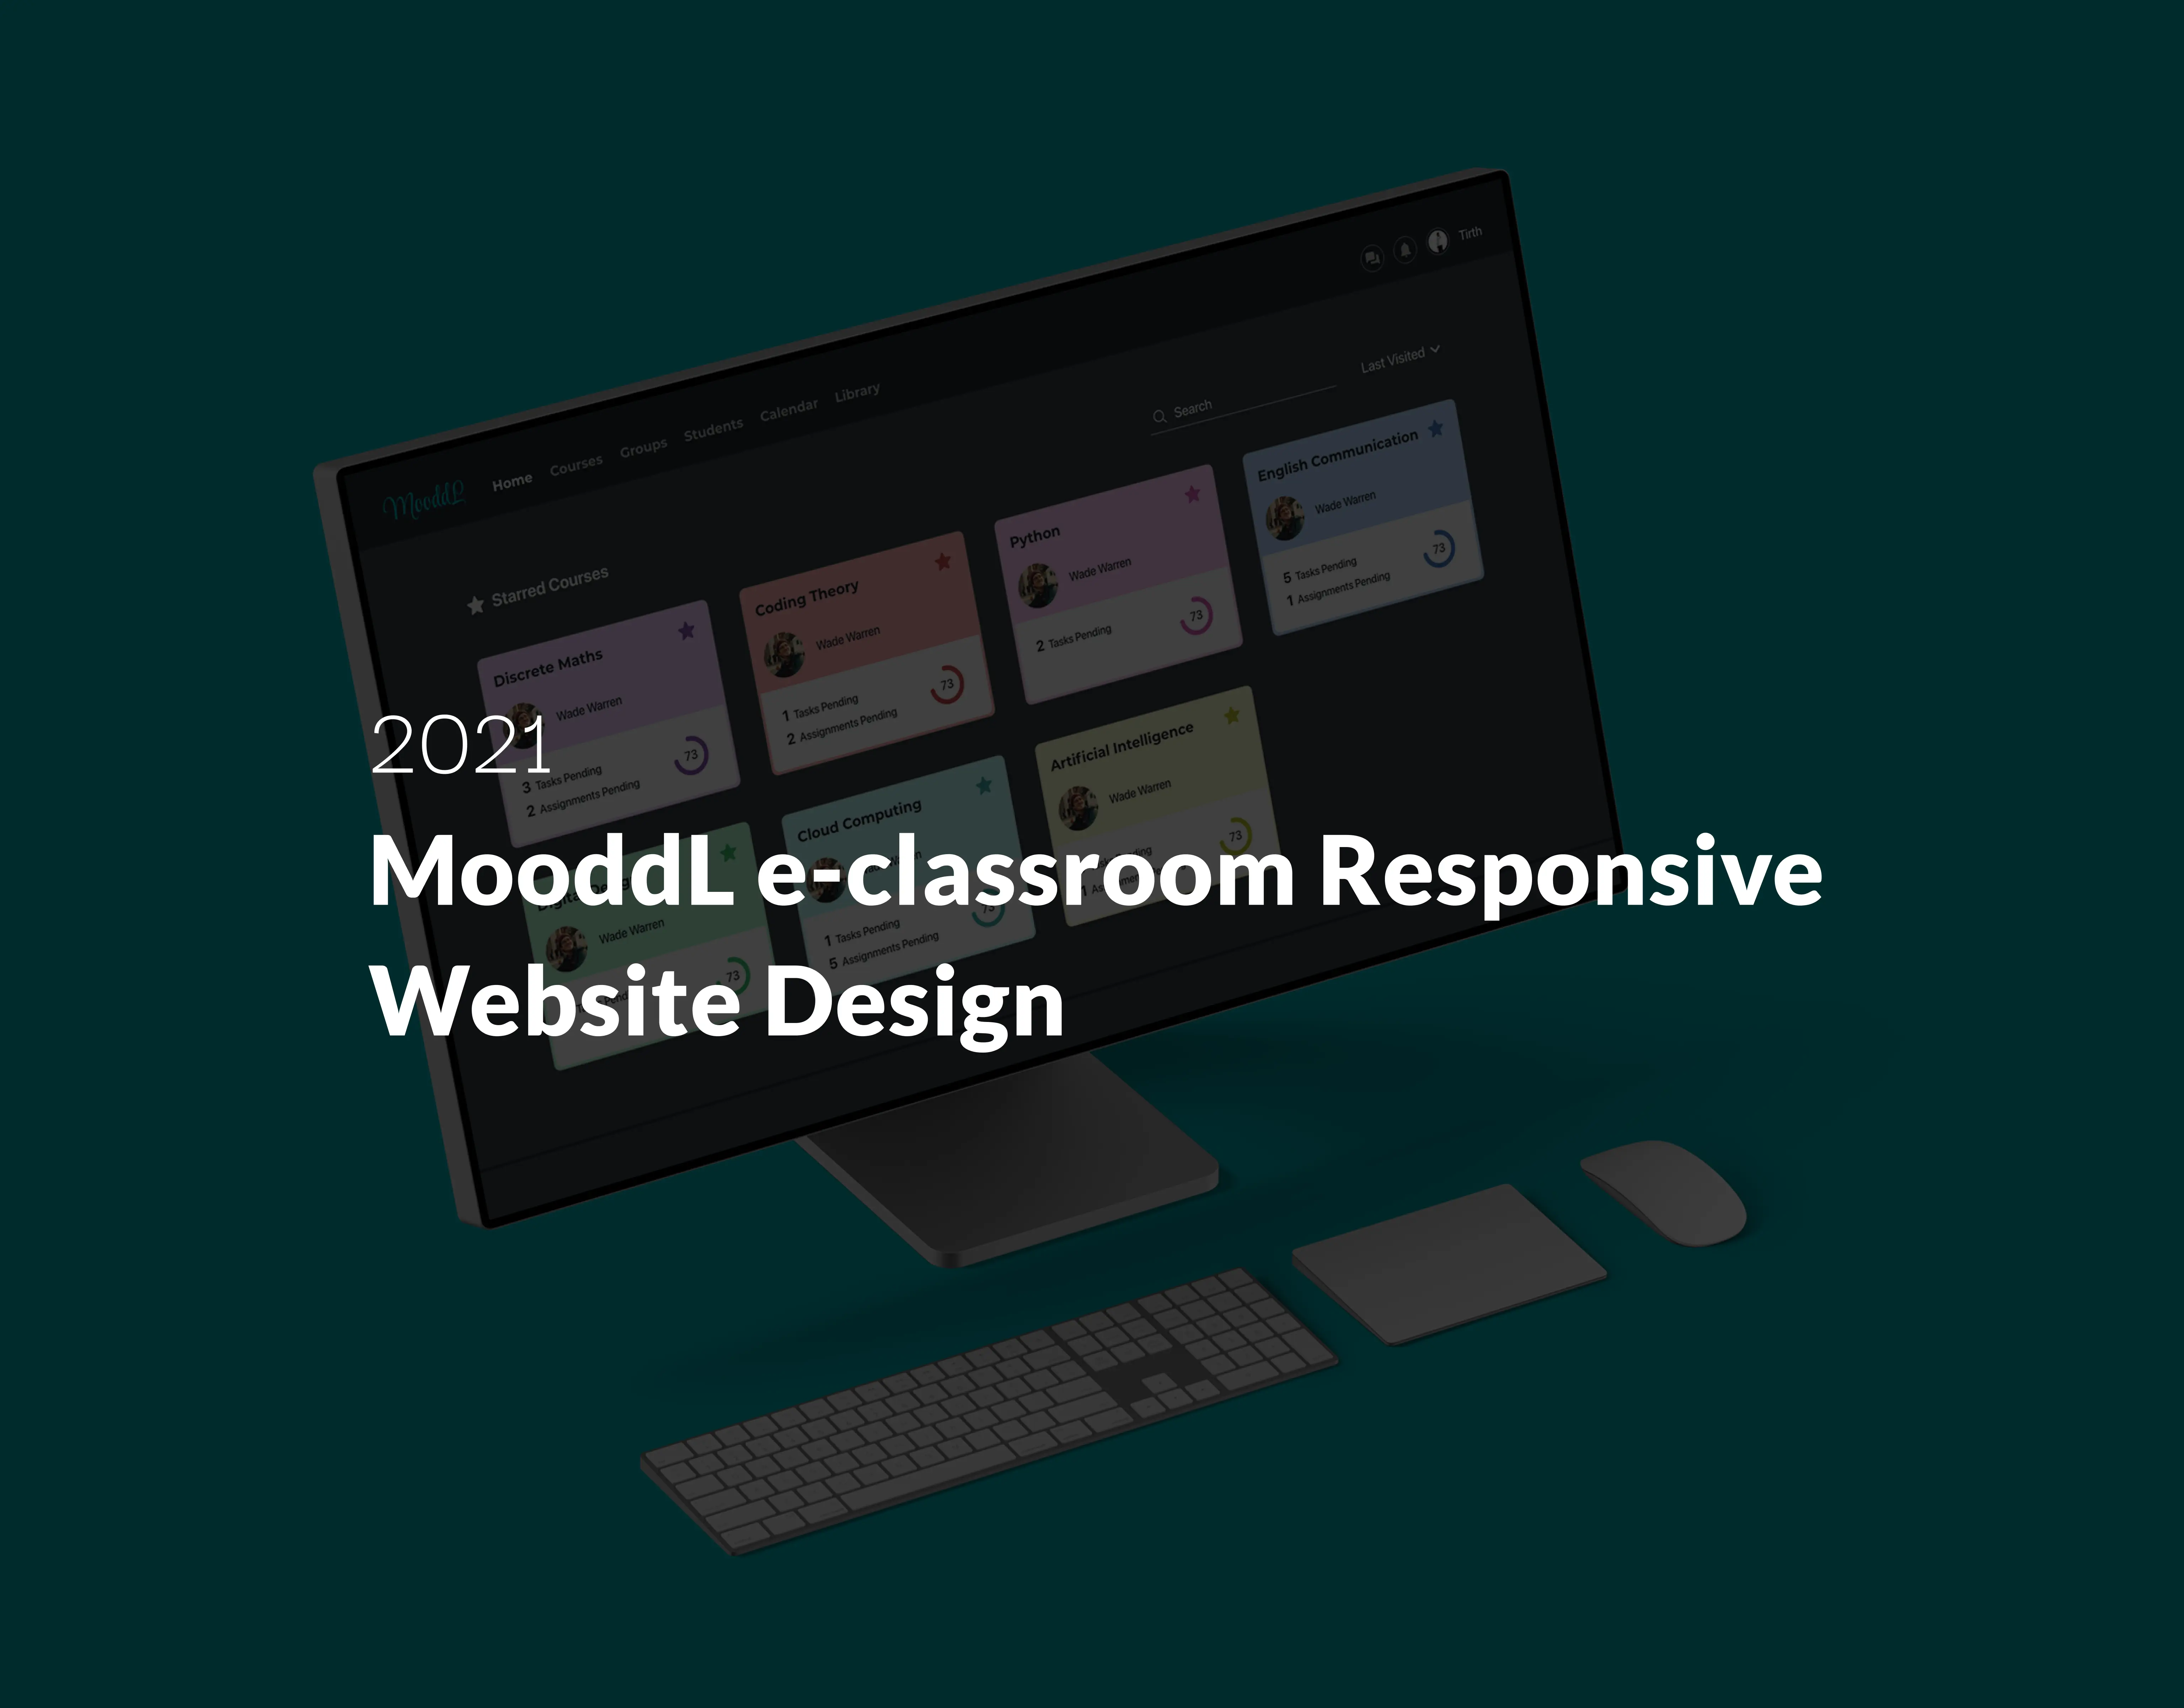 Tirth
MooddL
Home Courses Groups Students Calendar Library
Search
Last Visited
Starred Courses
Discrete Maths
Wade Warren
3 Tasks Pending
2 Assignments Pending
73
Coding Theory
Wade Warren
1 Tasks Pending
2 Assignments Pending
73
Python
Wade Warren
2 Tasks Pending
73
English Communication
Wade Warren
5 Tasks Pending
1 Assignments Pending
73
Wade Warren
73
Cloud Computing
1 Tasks Pending
5 Assignments Pending
73
Artificial Intelligence
Wade Warren
73
2021
MooddL e-classroom Responsive
Website Design